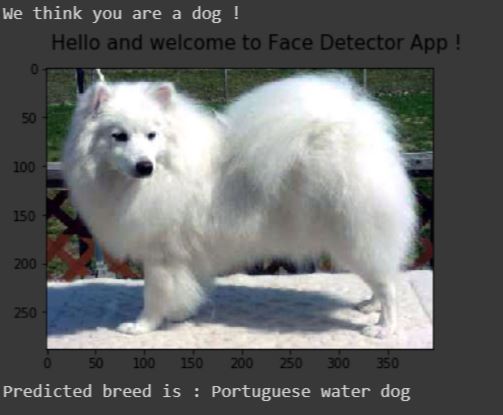 We think you are a dog !
Hello and welcome to Face Detector App !
0
50
100
150
200
250
0 50 100 150 200 250 300 350
Predicted breed is : Portuguese water dog